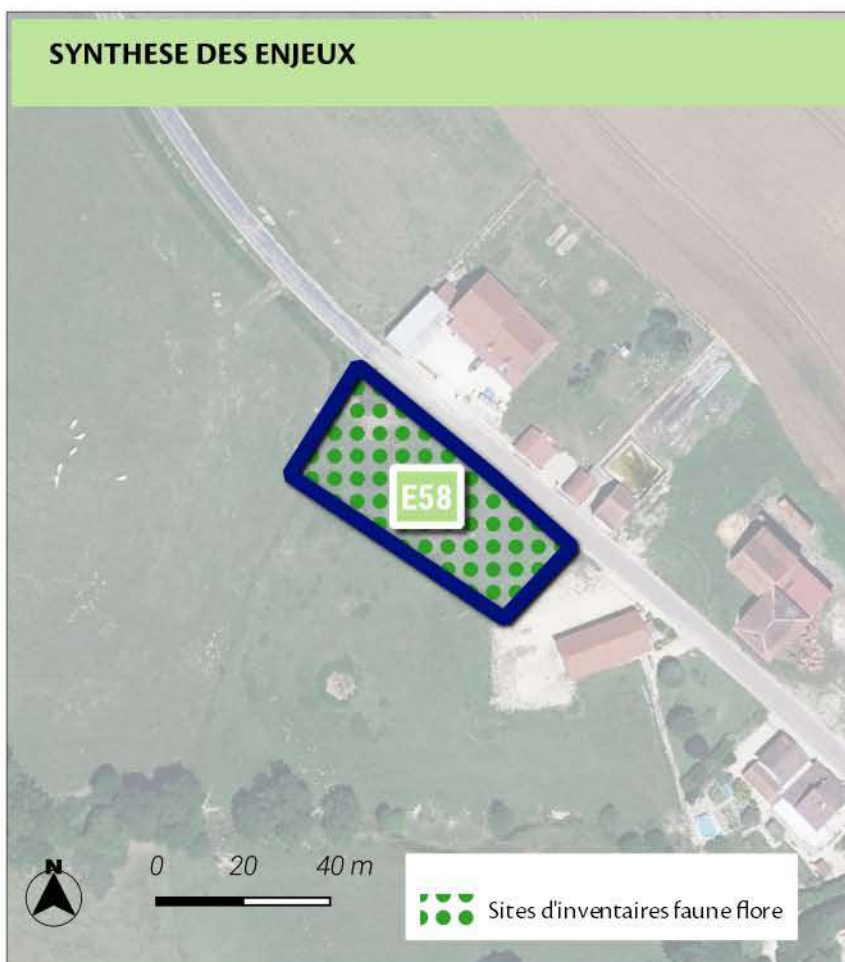 SYNTHESE DES ENJEUX
E58
N
0 20 40 m
Sites d'inventaires faune flore